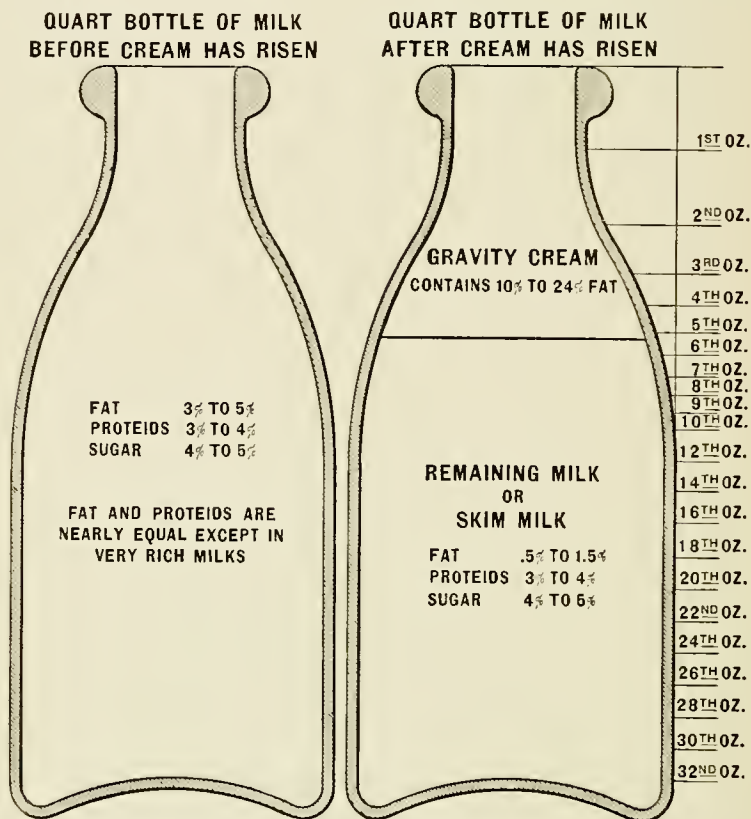 QUART BOTTLE OF MILK
BEFORE CREAM HAS RISEN
FAT 3% TO 5%
PROTEIDS 3% TO 4%
SUGAR 4% TO 5%
FAT AND PROTEIDS ARE
NEARLY EQUAL EXCEPT IN
VERY RICH MILKS
QUART BOTTLE OF MILK
AFTER CREAM HAS RISEN
GRAVITY CREAM
CONTAINS 10% TO 24% FAT
REMAINING MILK
OR
SKIM MILK
FAT .5% TO 1.5%
PROTEIDS 3% TO 4%
SUGAR 4% TO 5%
1ST OZ.
2ND OZ.
3RD OZ.
4TH OZ.
5TH OZ.
6TH OZ.
7TH OZ.
8TH OZ.
9TH OZ.
10TH OZ.
12TH OZ.
14TH OZ.
16TH OZ.
18TH OZ.
20TH OZ.
22ND OZ.
24TH OZ.
26TH OZ.
28TH OZ.
30TH OZ.
32ND OZ.